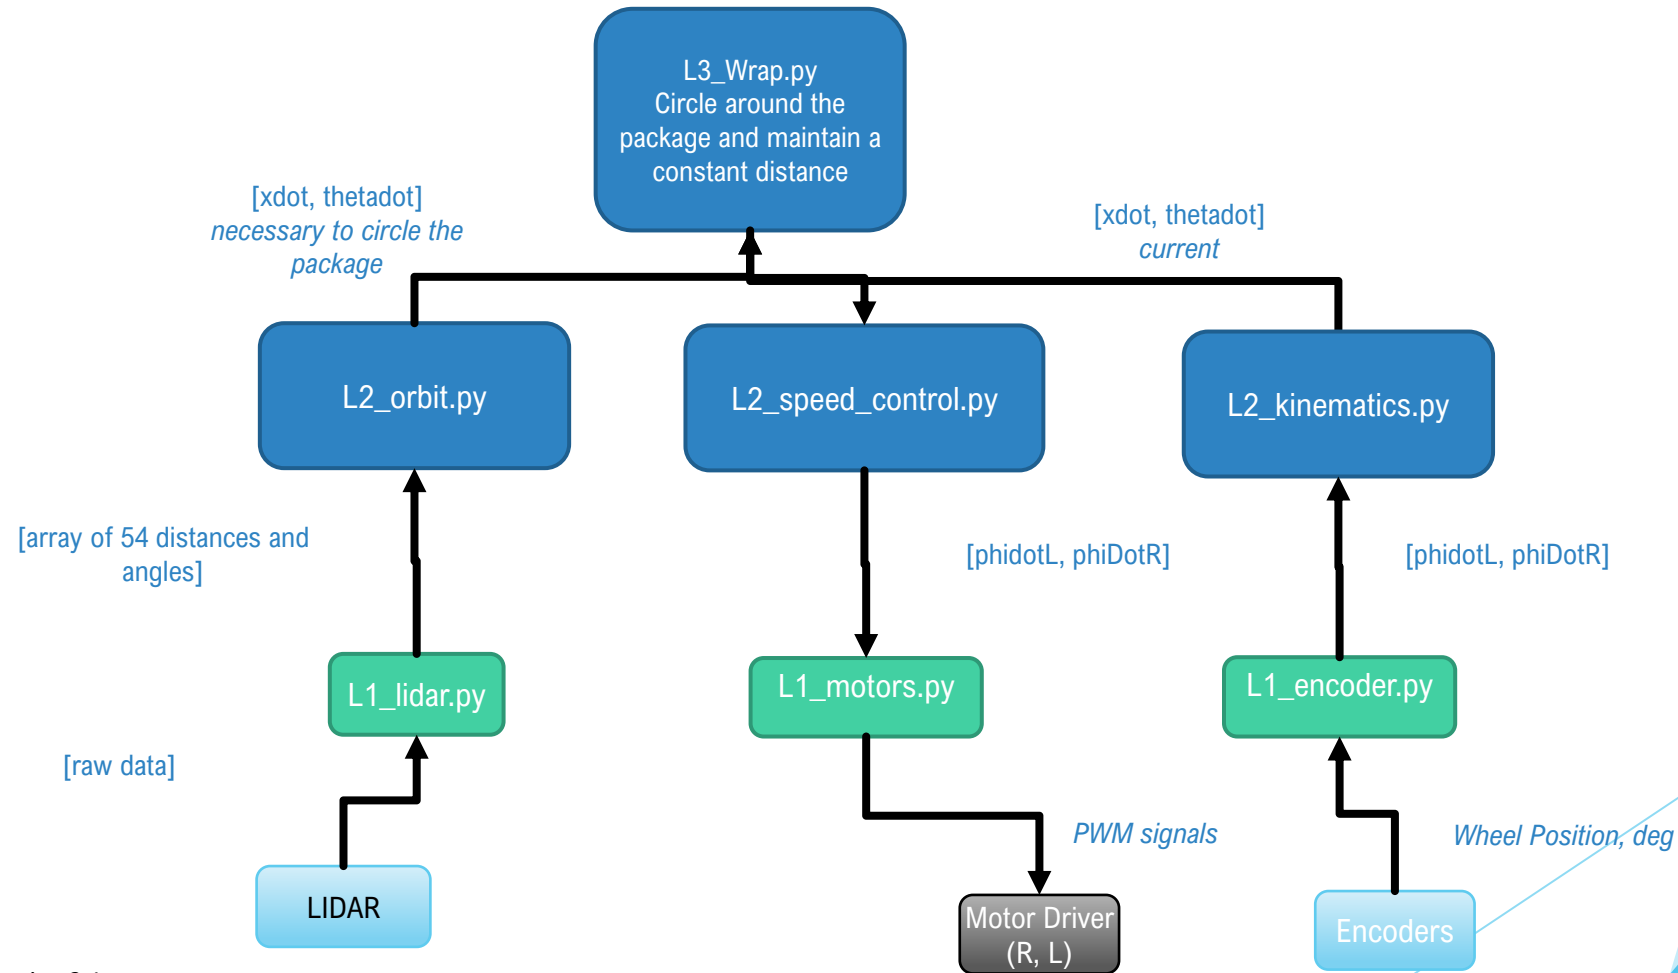 L3_Wrap.py
Circle around the
package and maintain a
constant distance
[xdot, thetadot]
necessary to circle the
package
[xdot, thetadot]
current
L2_orbit.py
L2_speed_control.py
L2_kinematics.py
[array of 54 distances and
angles]
[phidotL, phiDotR]
[phidotL, phiDotR]
L1_lidar.py
L1_motors.py
L1_encoder.py
[raw data]
PWM signals
Wheel Position, deg
LIDAR
Motor Driver
(R, L)
Encoders